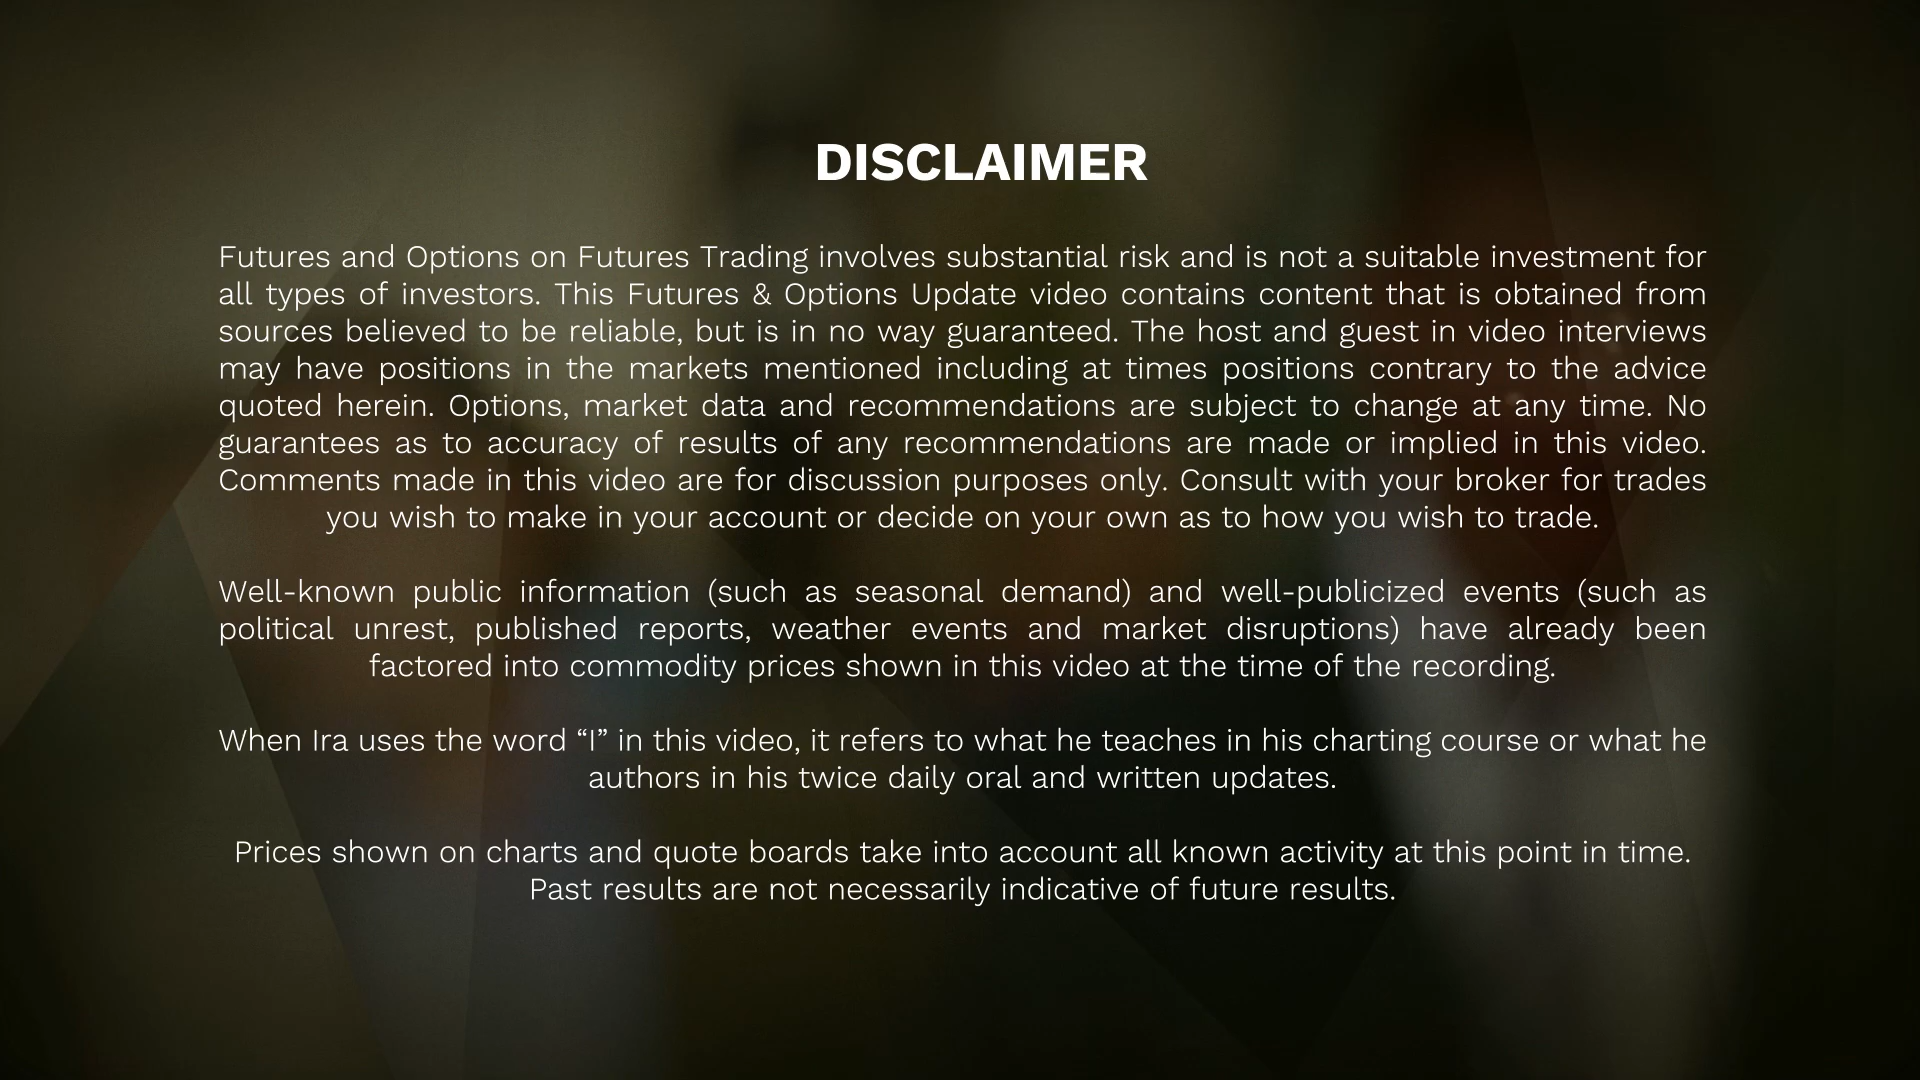 DISCLAIMER
Futures and Options on Futures Trading involves substantial risk and is not a suitable investment for
all types of investors. This Futures & Options Update video contains content that is obtained from
sources believed to be reliable, but is in no way guaranteed. The host and guest in video interviews
may have positions in the markets mentioned including at times positions contrary to the advice
quoted herein. Options, market data and recommendations are subject to change at any time. No
guarantees as to accuracy of results of any recommendations are made or implied in this video.
Comments made in this video are for discussion purposes only. Consult with your broker for trades
you wish to make in your account or decide on your own as to how you wish to trade.
Well-known public information (such as seasonal demand) and well-publicized events (such as
political unrest, published reports, weather events and market disruptions) have already been
factored into commodity prices shown in this video at the time of the recording.
When Ira uses the word “I” in this video, it refers to what he teaches in his charting course or what he
authors in his twice daily oral and written updates.
Prices shown on charts and quote boards take into account all known activity at this point in time.
Past results are not necessarily indicative of future results.